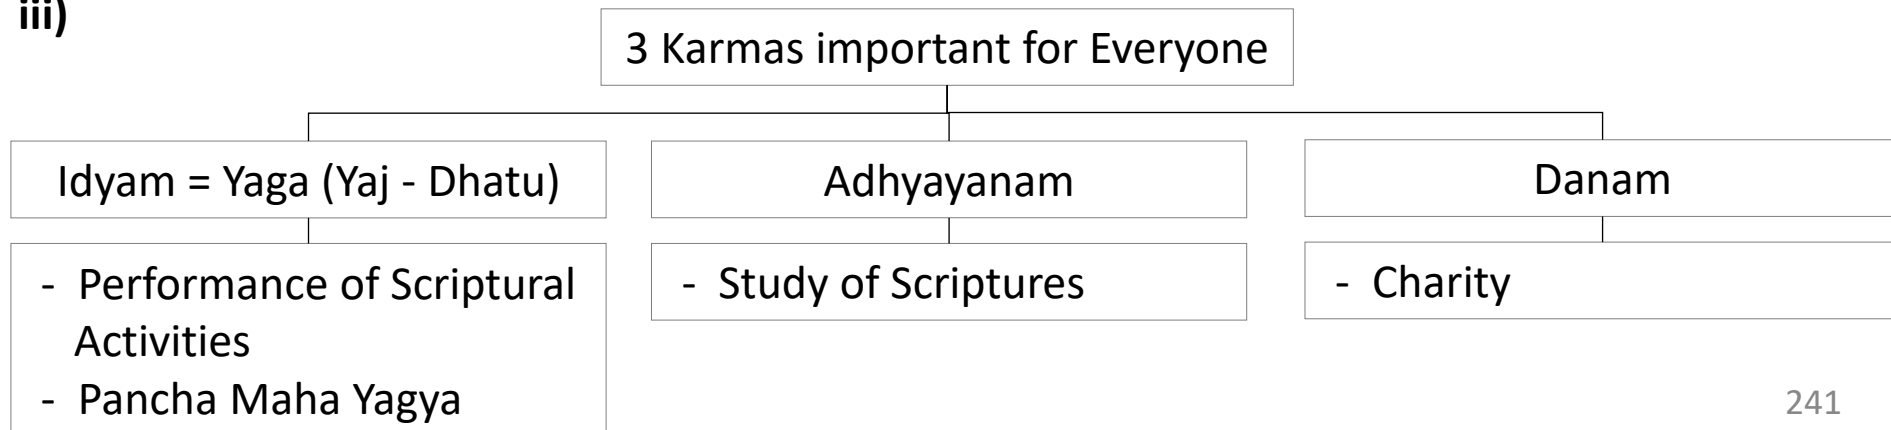 iii)
3 Karmas important for Everyone
Idyam = Yaga (Yaj - Dhatu)
Adhyayanam
Danam
- Performance of Scriptural
Activities
- Pancha Maha Yagya
- Study of Scriptures
- Charity
241